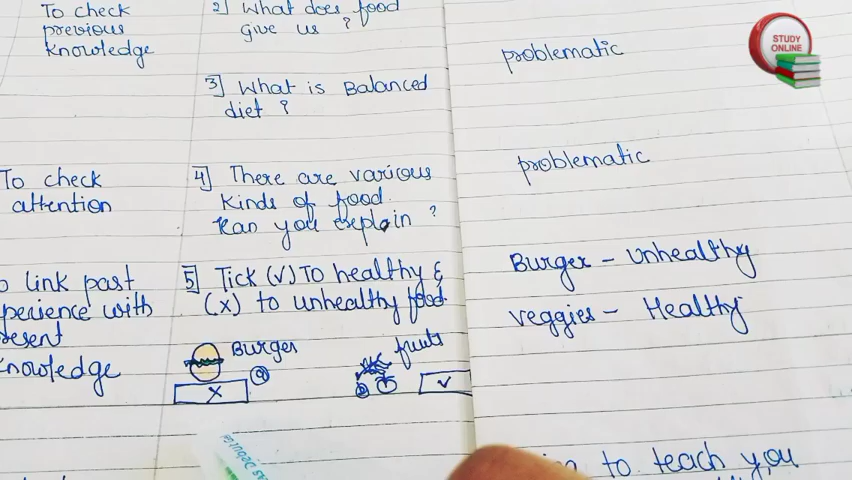 To check
previous
knowledge
2] What does food
give us ?
problematic
3] What is Balanced
diet ?
problematic
To check
attention
4] There are various
kinds of food.
kan you explain ?
Burger - Unhealthy
veggies - Healthy
o link past
perience with
esent
knowledge
5] Tick (√) To healthy &
(x) to unhealthy food.
Burger
fruits
a
x
b
√
to teach you
STUDY
ONLINE